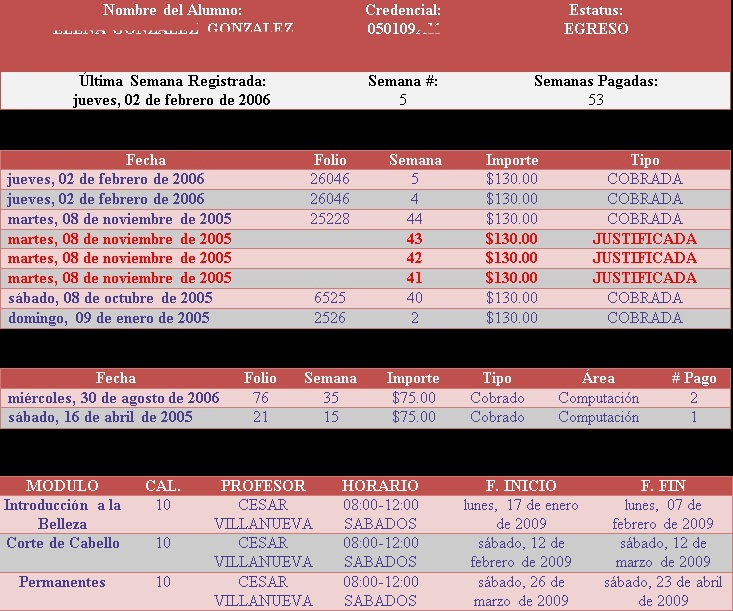 Nombre del Alumno: Credencial: Estatus:
ELENA GONZALEZ GONZALEZ 050109 EGRESO
Última Semana Registrada: Semana #: Semanas Pagadas:
jueves, 02 de febrero de 2006 5 53
Fecha Folio Semana Importe Tipo
jueves, 02 de febrero de 2006 26046 5 $130.00 COBRADA
jueves, 02 de febrero de 2006 26046 4 $130.00 COBRADA
martes, 08 de noviembre de 2005 25228 44 $130.00 COBRADA
martes, 08 de noviembre de 2005 43 $130.00 JUSTIFICADA
martes, 08 de noviembre de 2005 42 $130.00 JUSTIFICADA
martes, 08 de noviembre de 2005 41 $130.00 JUSTIFICADA
sábado, 08 de octubre de 2005 6525 40 $130.00 COBRADA
domingo, 09 de enero de 2005 2526 2 $130.00 COBRADA
Fecha Folio Semana Importe Tipo Área # Pago
miércoles, 30 de agosto de 2006 76 35 $75.00 Cobrado Computación 2
sábado, 16 de abril de 2005 21 15 $75.00 Cobrado Computación 1
MODULO CAL. PROFESOR HORARIO F. INICIO F. FIN
Introducción a la 10 CESAR 08:00-12:00 lunes, 17 de enero lunes, 07 de
Belleza VILLANUEVA SABADOS de 2009 febrero de 2009
Corte de Cabello 10 CESAR 08:00-12:00 sábado, 12 de sábado, 12 de
VILLANUEVA SABADOS febrero de 2009 marzo de 2009
Permanentes 10 CESAR 08:00-12:00 sábado, 26 de sábado, 23 de abril
VILLANUEVA SABADOS marzo de 2009 de 2009